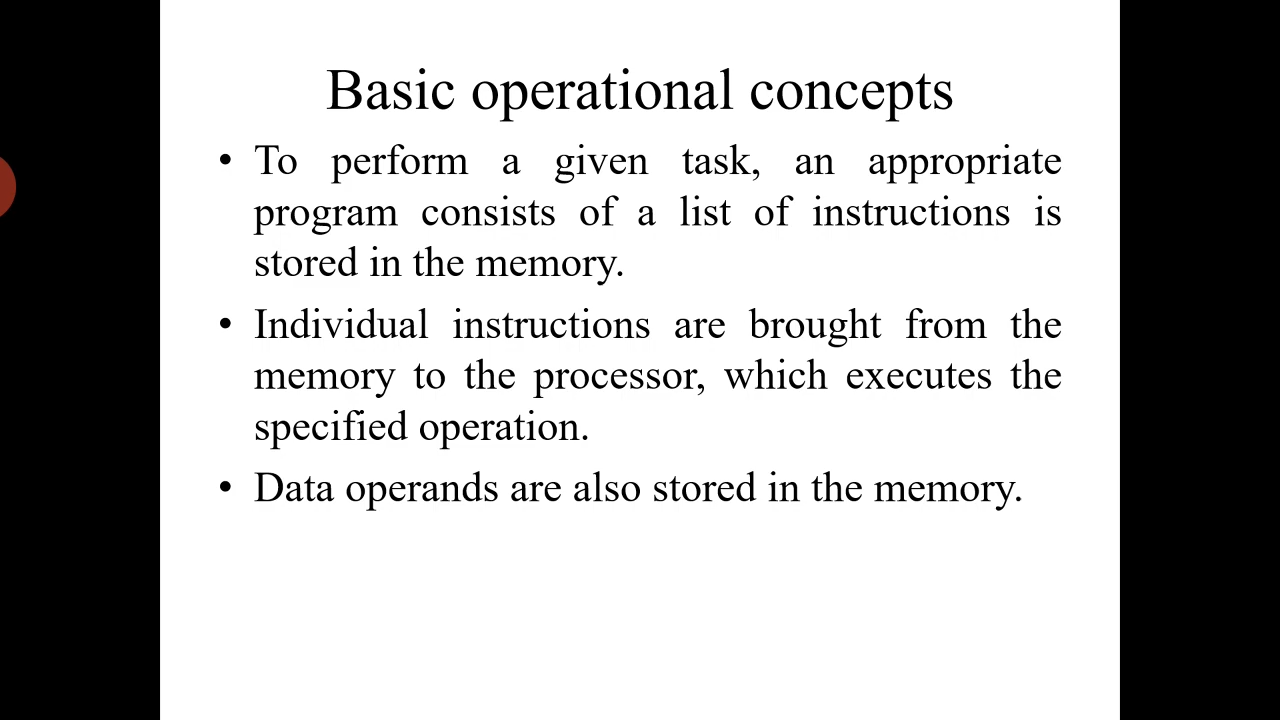 Basic operational concepts
• To perform a given task, an appropriate
program consists of a list of instructions is
stored in the memory.
• Individual instructions are brought from the
memory to the processor, which executes the
specified operation.
• Data operands are also stored in the memory.